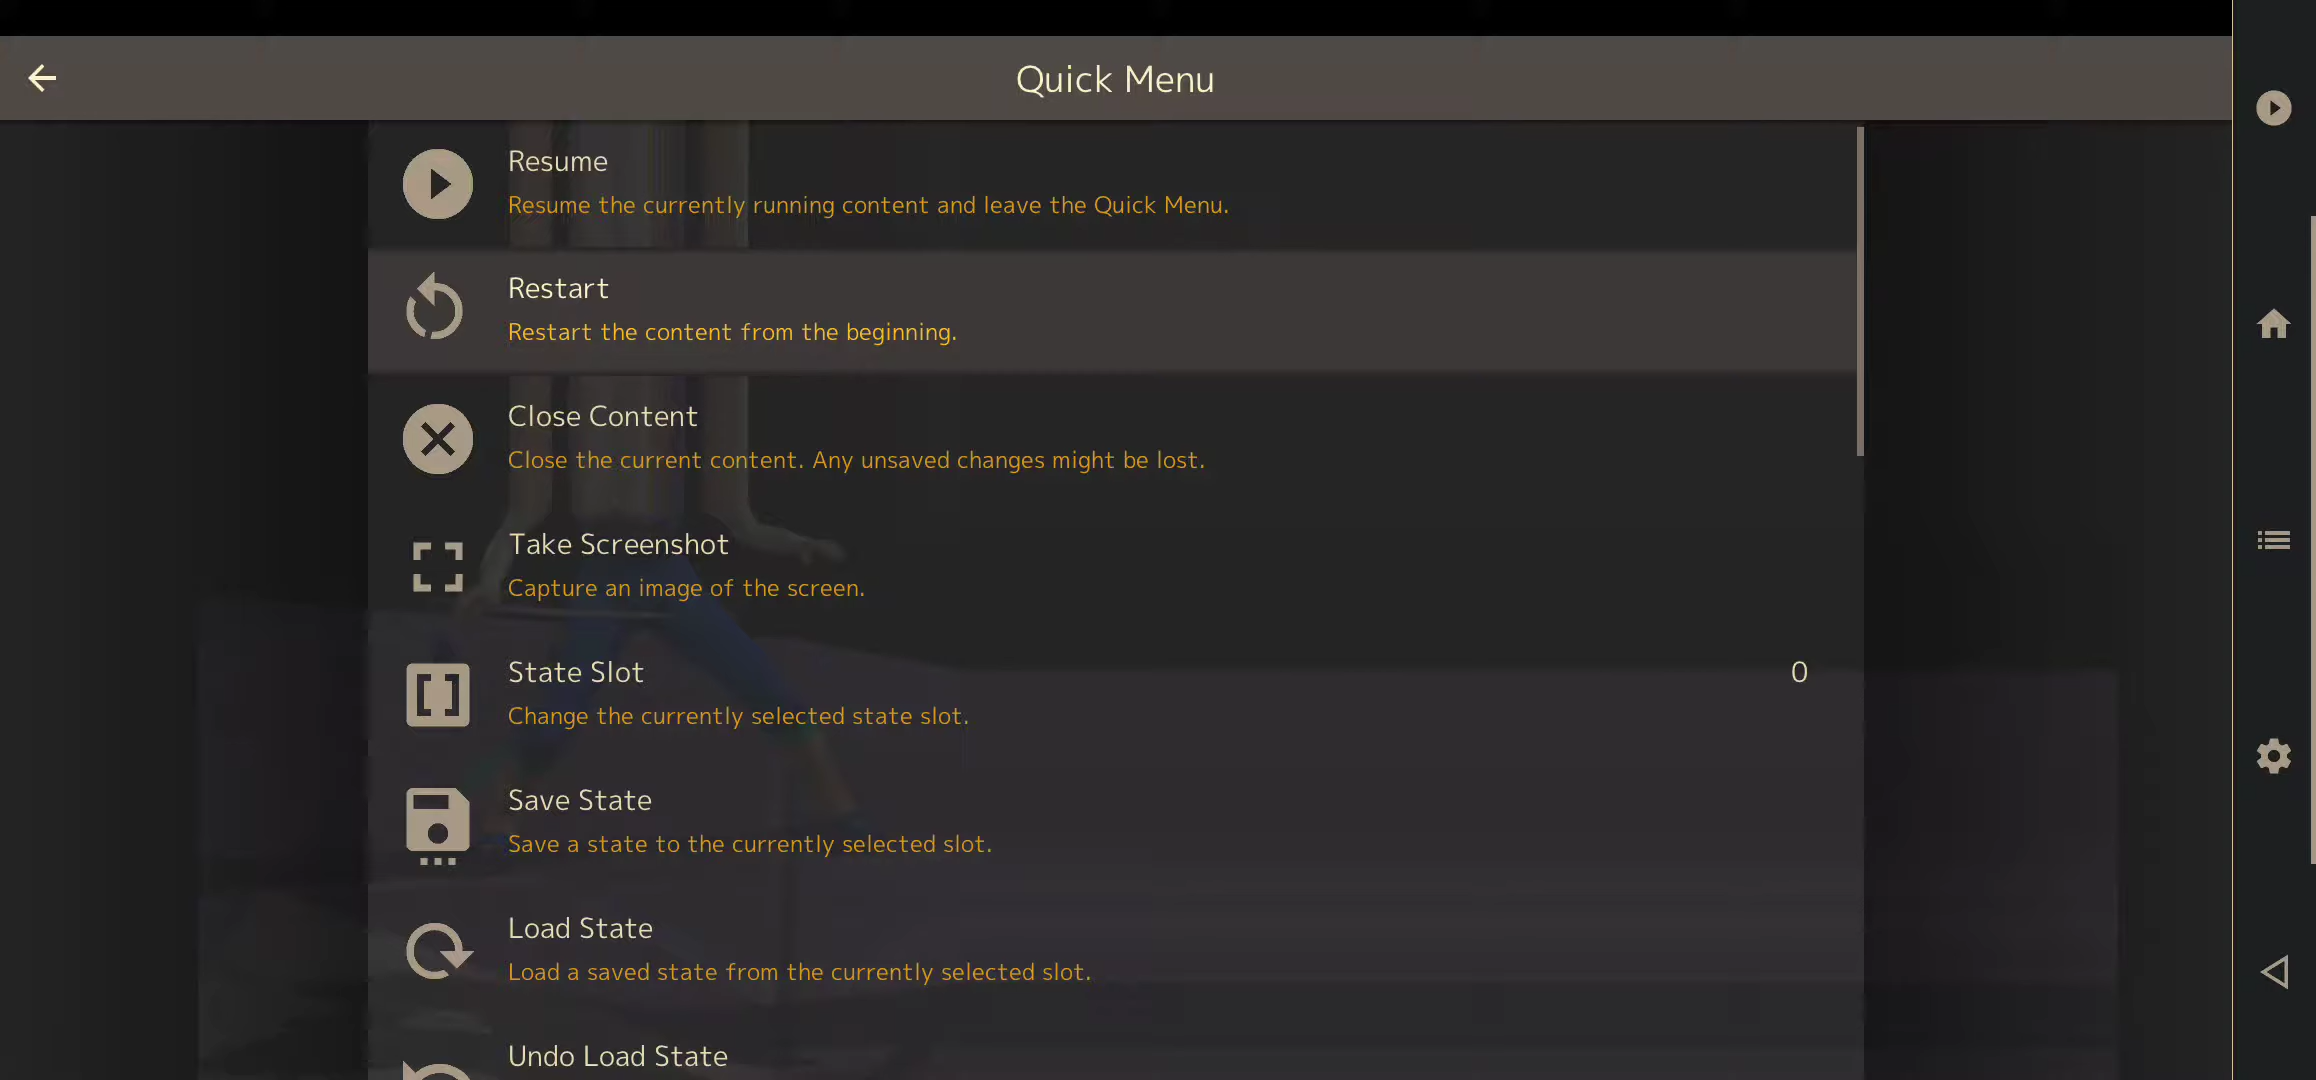 Quick Menu
Resume
Resume the currently running content and leave the Quick Menu.
Restart
Restart the content from the beginning.
Close Content
Close the current content. Any unsaved changes might be lost.
Take Screenshot
Capture an image of the screen.
State Slot 0
Change the currently selected state slot.
Save State
Save a state to the currently selected slot.
Load State
Load a saved state from the currently selected slot.
Undo Load State